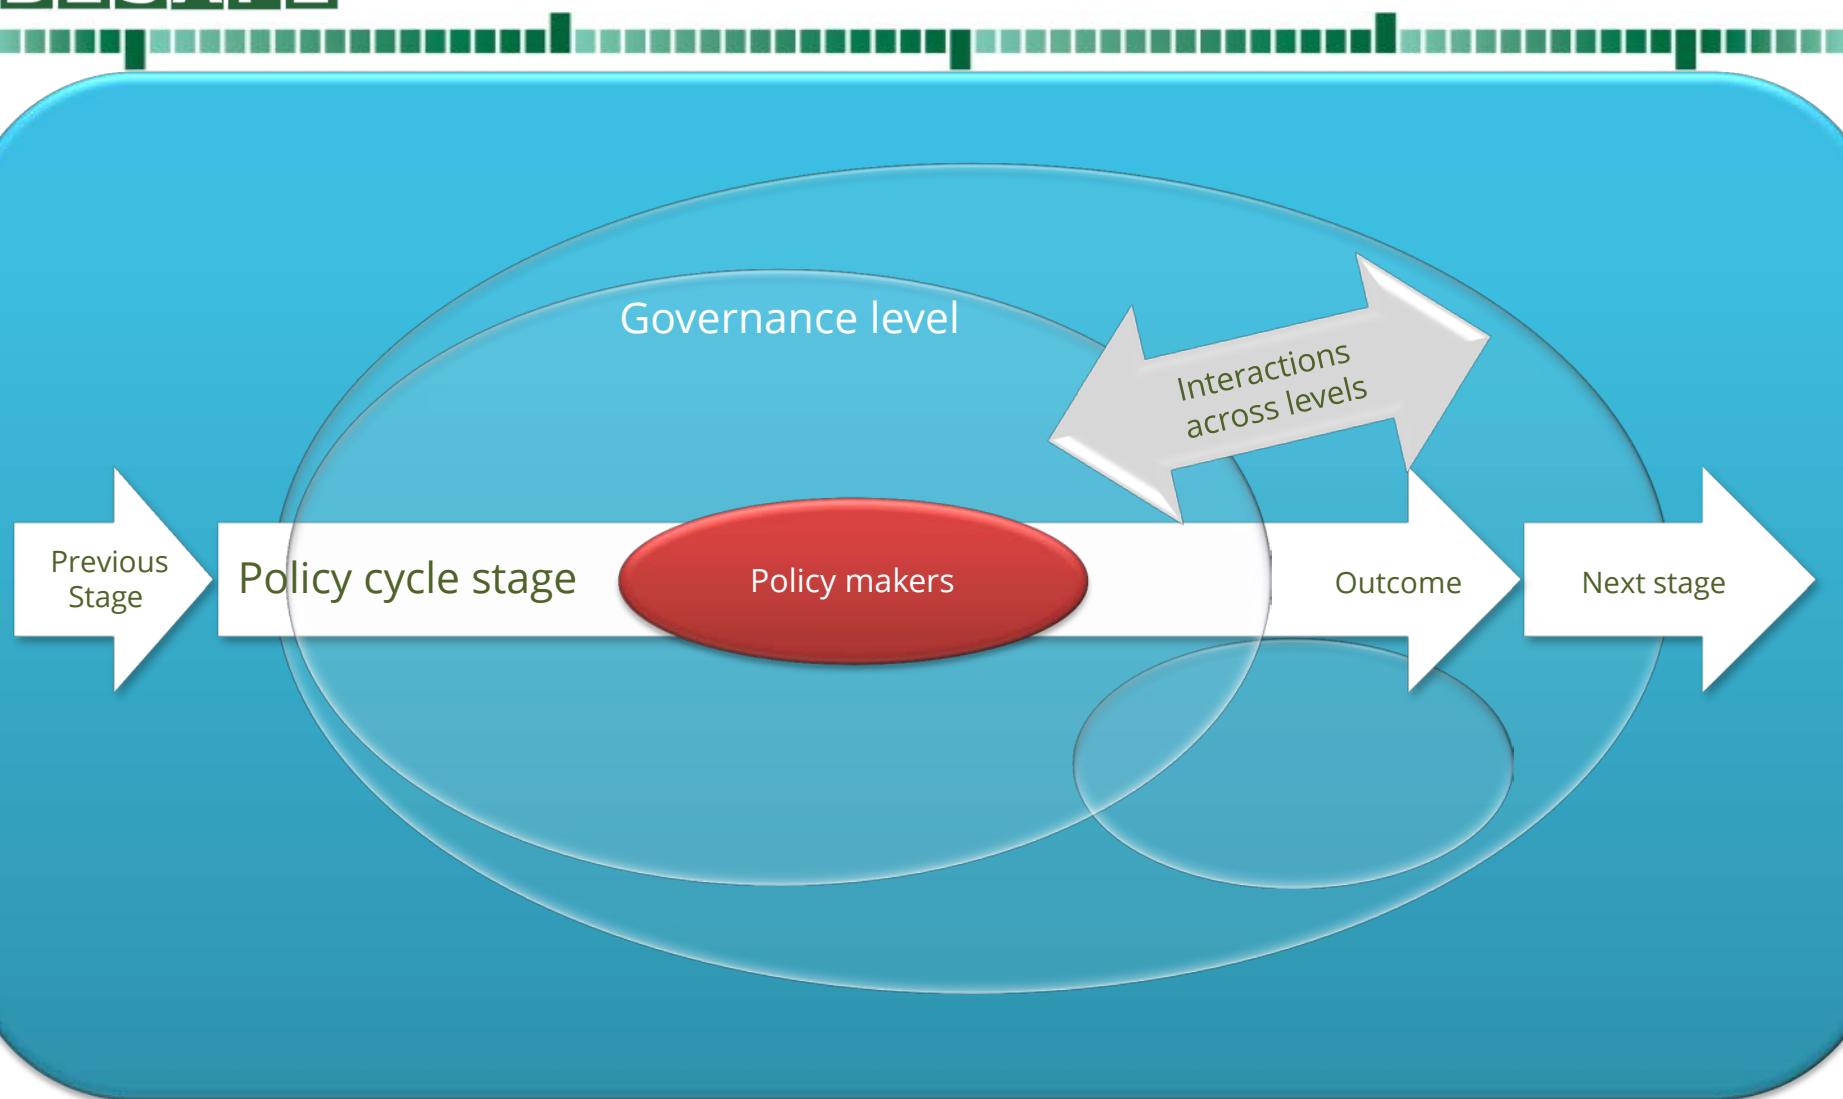 Governance level
Interactions
across levels
Previous
Stage
Policy cycle stage
Policy makers
Outcome
Next stage